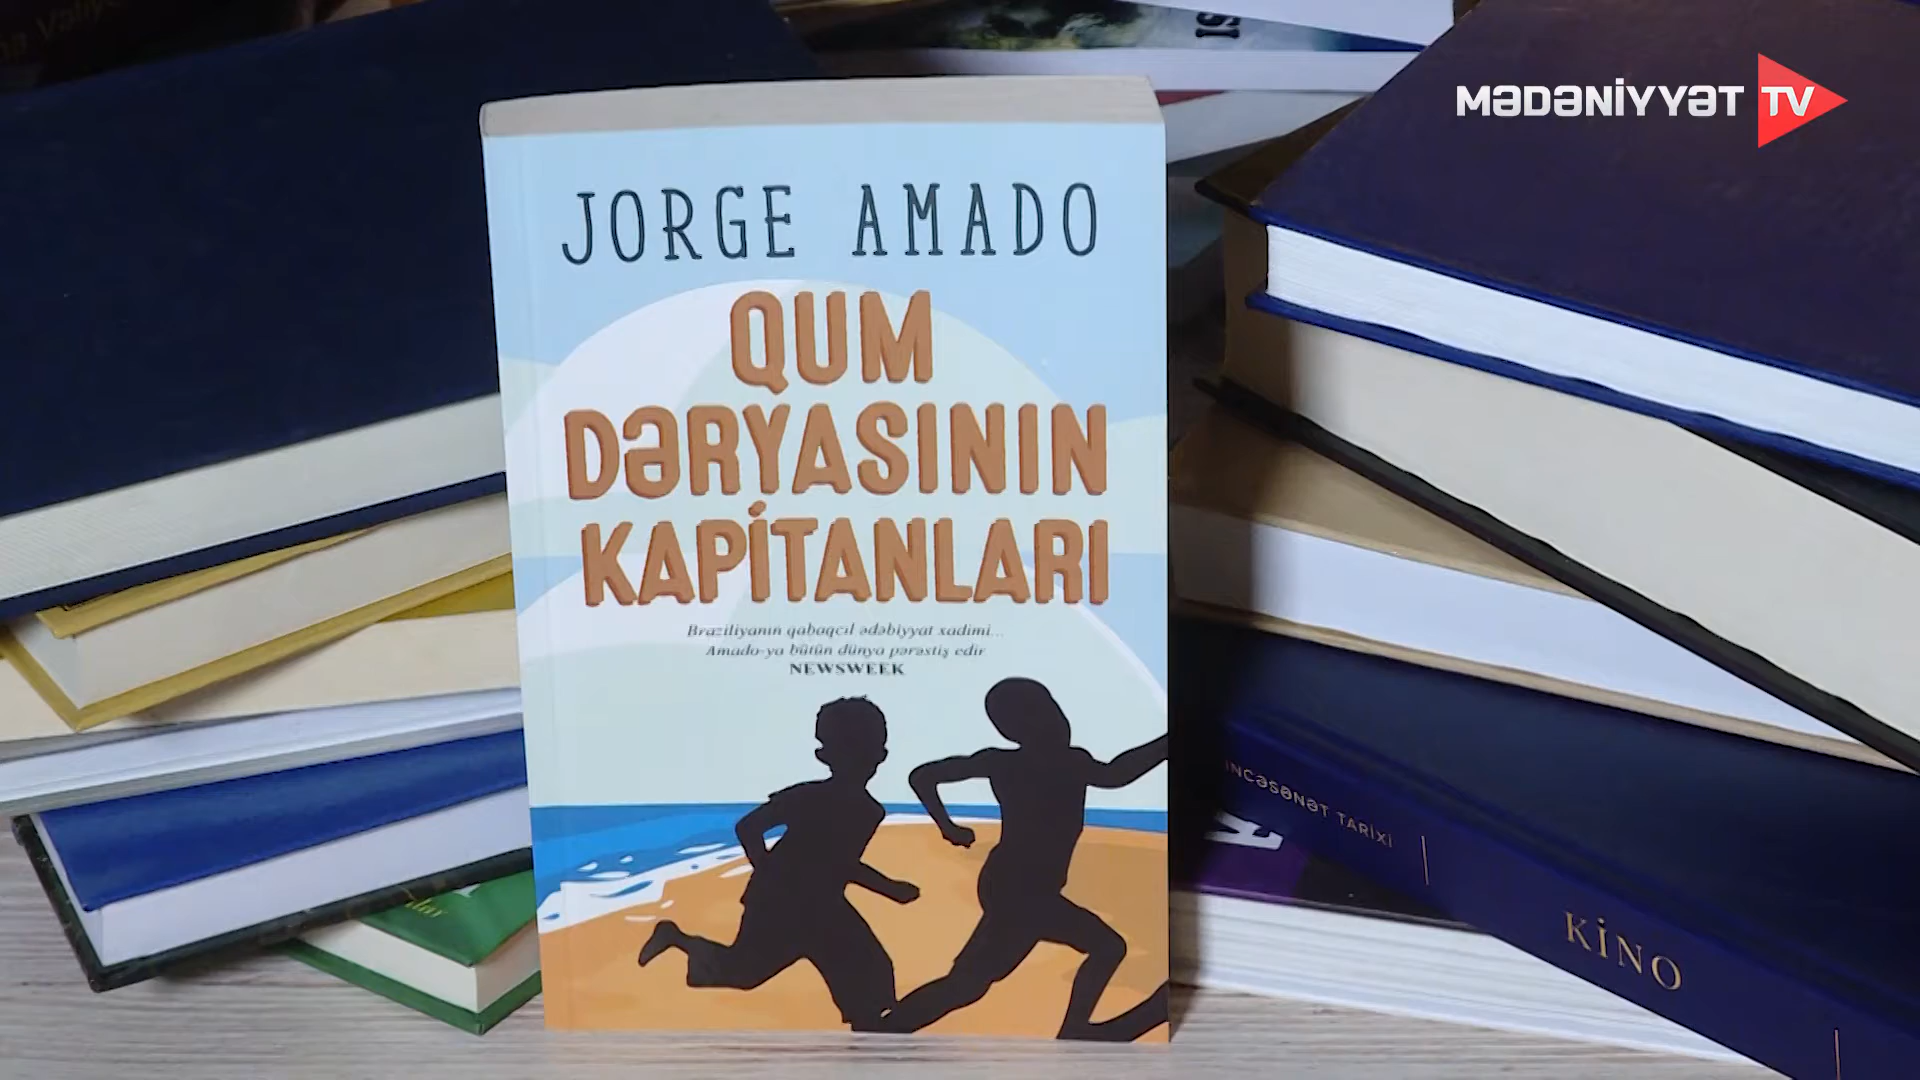 MƏDƏNİYYƏT TV
JORGE AMADO
QUM
DƏRYASININ
KAPİTANLARI
Braziliyanın qabaqcıl ədəbiyyat xadimi...
Amado-ya bütün dünya pərəstiş edir
NEWSWEEK
İNCƏSƏNƏT TARİXİ
KİNO